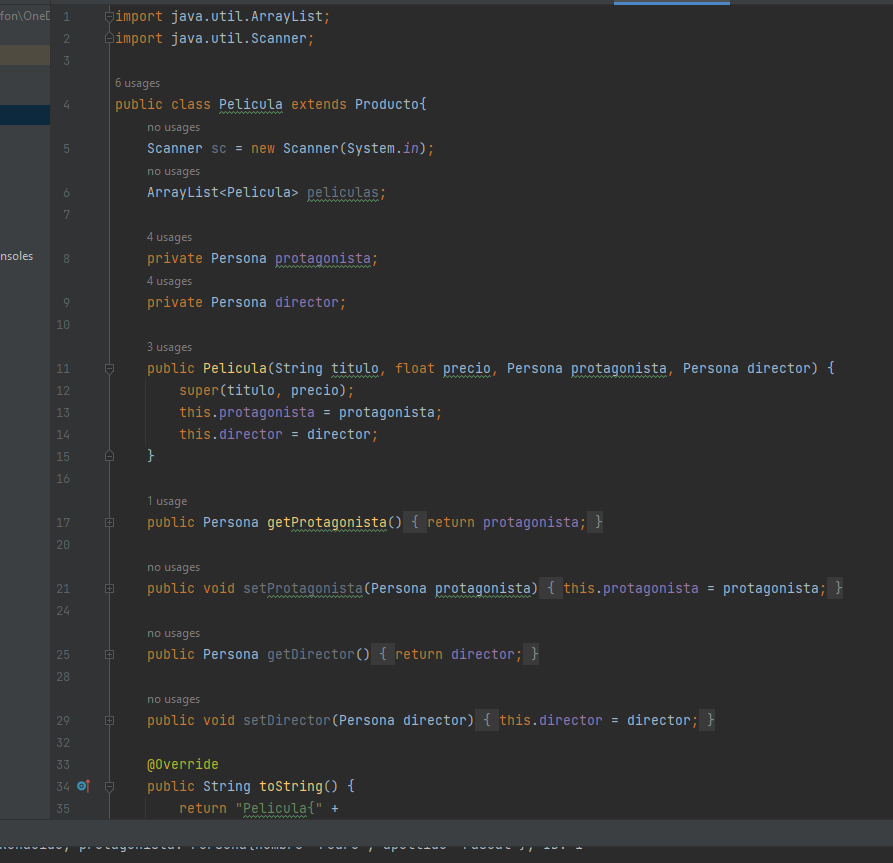 fon\OneD
1 import java.util.ArrayList;
2 import java.util.Scanner;
3
6 usages
4 public class Pelicula extends Producto{
no usages
5 Scanner sc = new Scanner(System.in);
no usages
6 ArrayList<Pelicula> peliculas;
7
4 usages
nsoles
8 private Persona protagonista;
4 usages
9 private Persona director;
10
3 usages
11 public Pelicula(String titulo, float precio, Persona protagonista, Persona director) {
12 super(titulo, precio);
13 this.protagonista = protagonista;
14 this.director = director;
15 }
16
1 usage
17 public Persona getProtagonista() { return protagonista; }
20
no usages
21 public void setProtagonista(Persona protagonista) { this.protagonista = protagonista; }
24
no usages
25 public Persona getDirector() { return director; }
28
no usages
29 public void setDirector(Persona director) { this.director = director; }
32
33 @Override
34 public String toString() {
35 return "Pelicula{" +